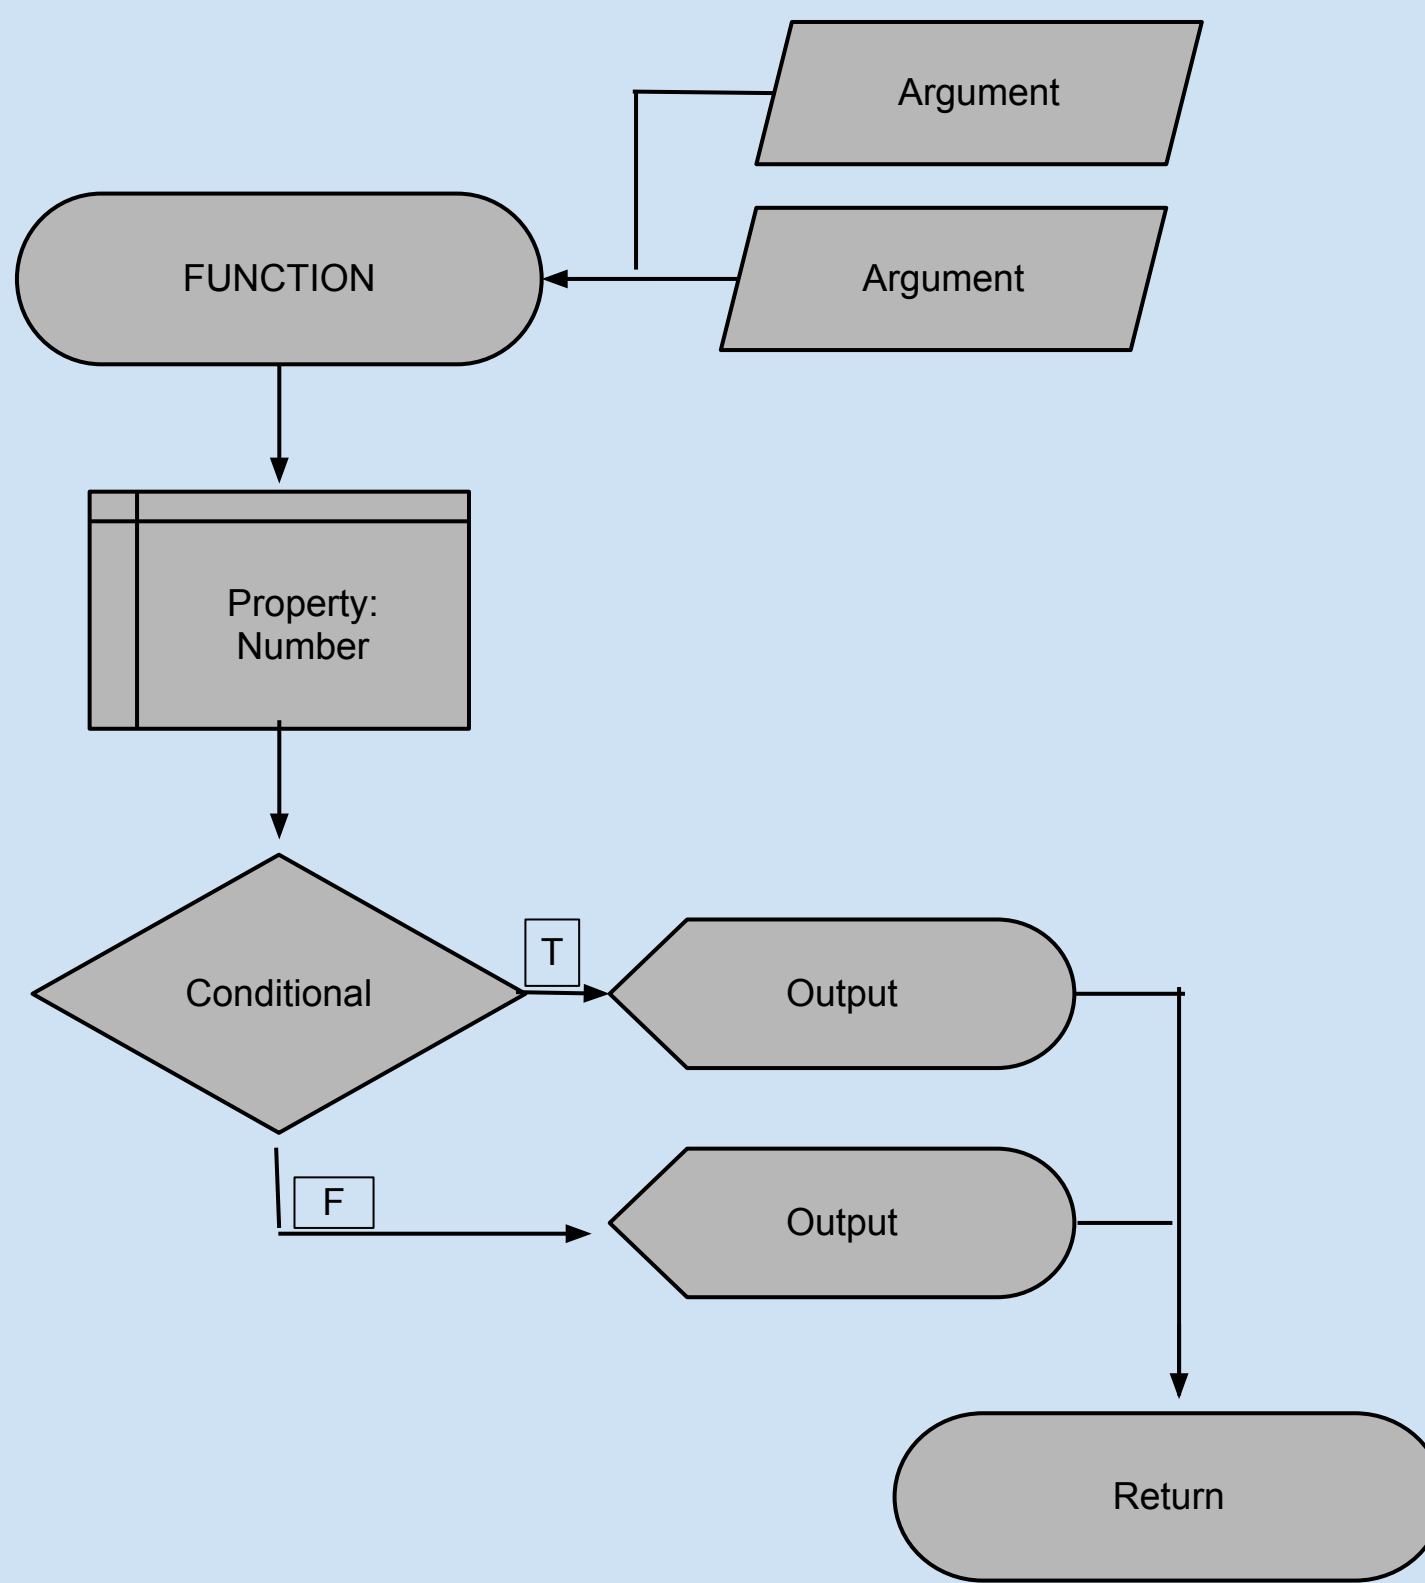 Argument
FUNCTION
Argument
Property:
Number
T
Conditional
Output
F
Output
Return